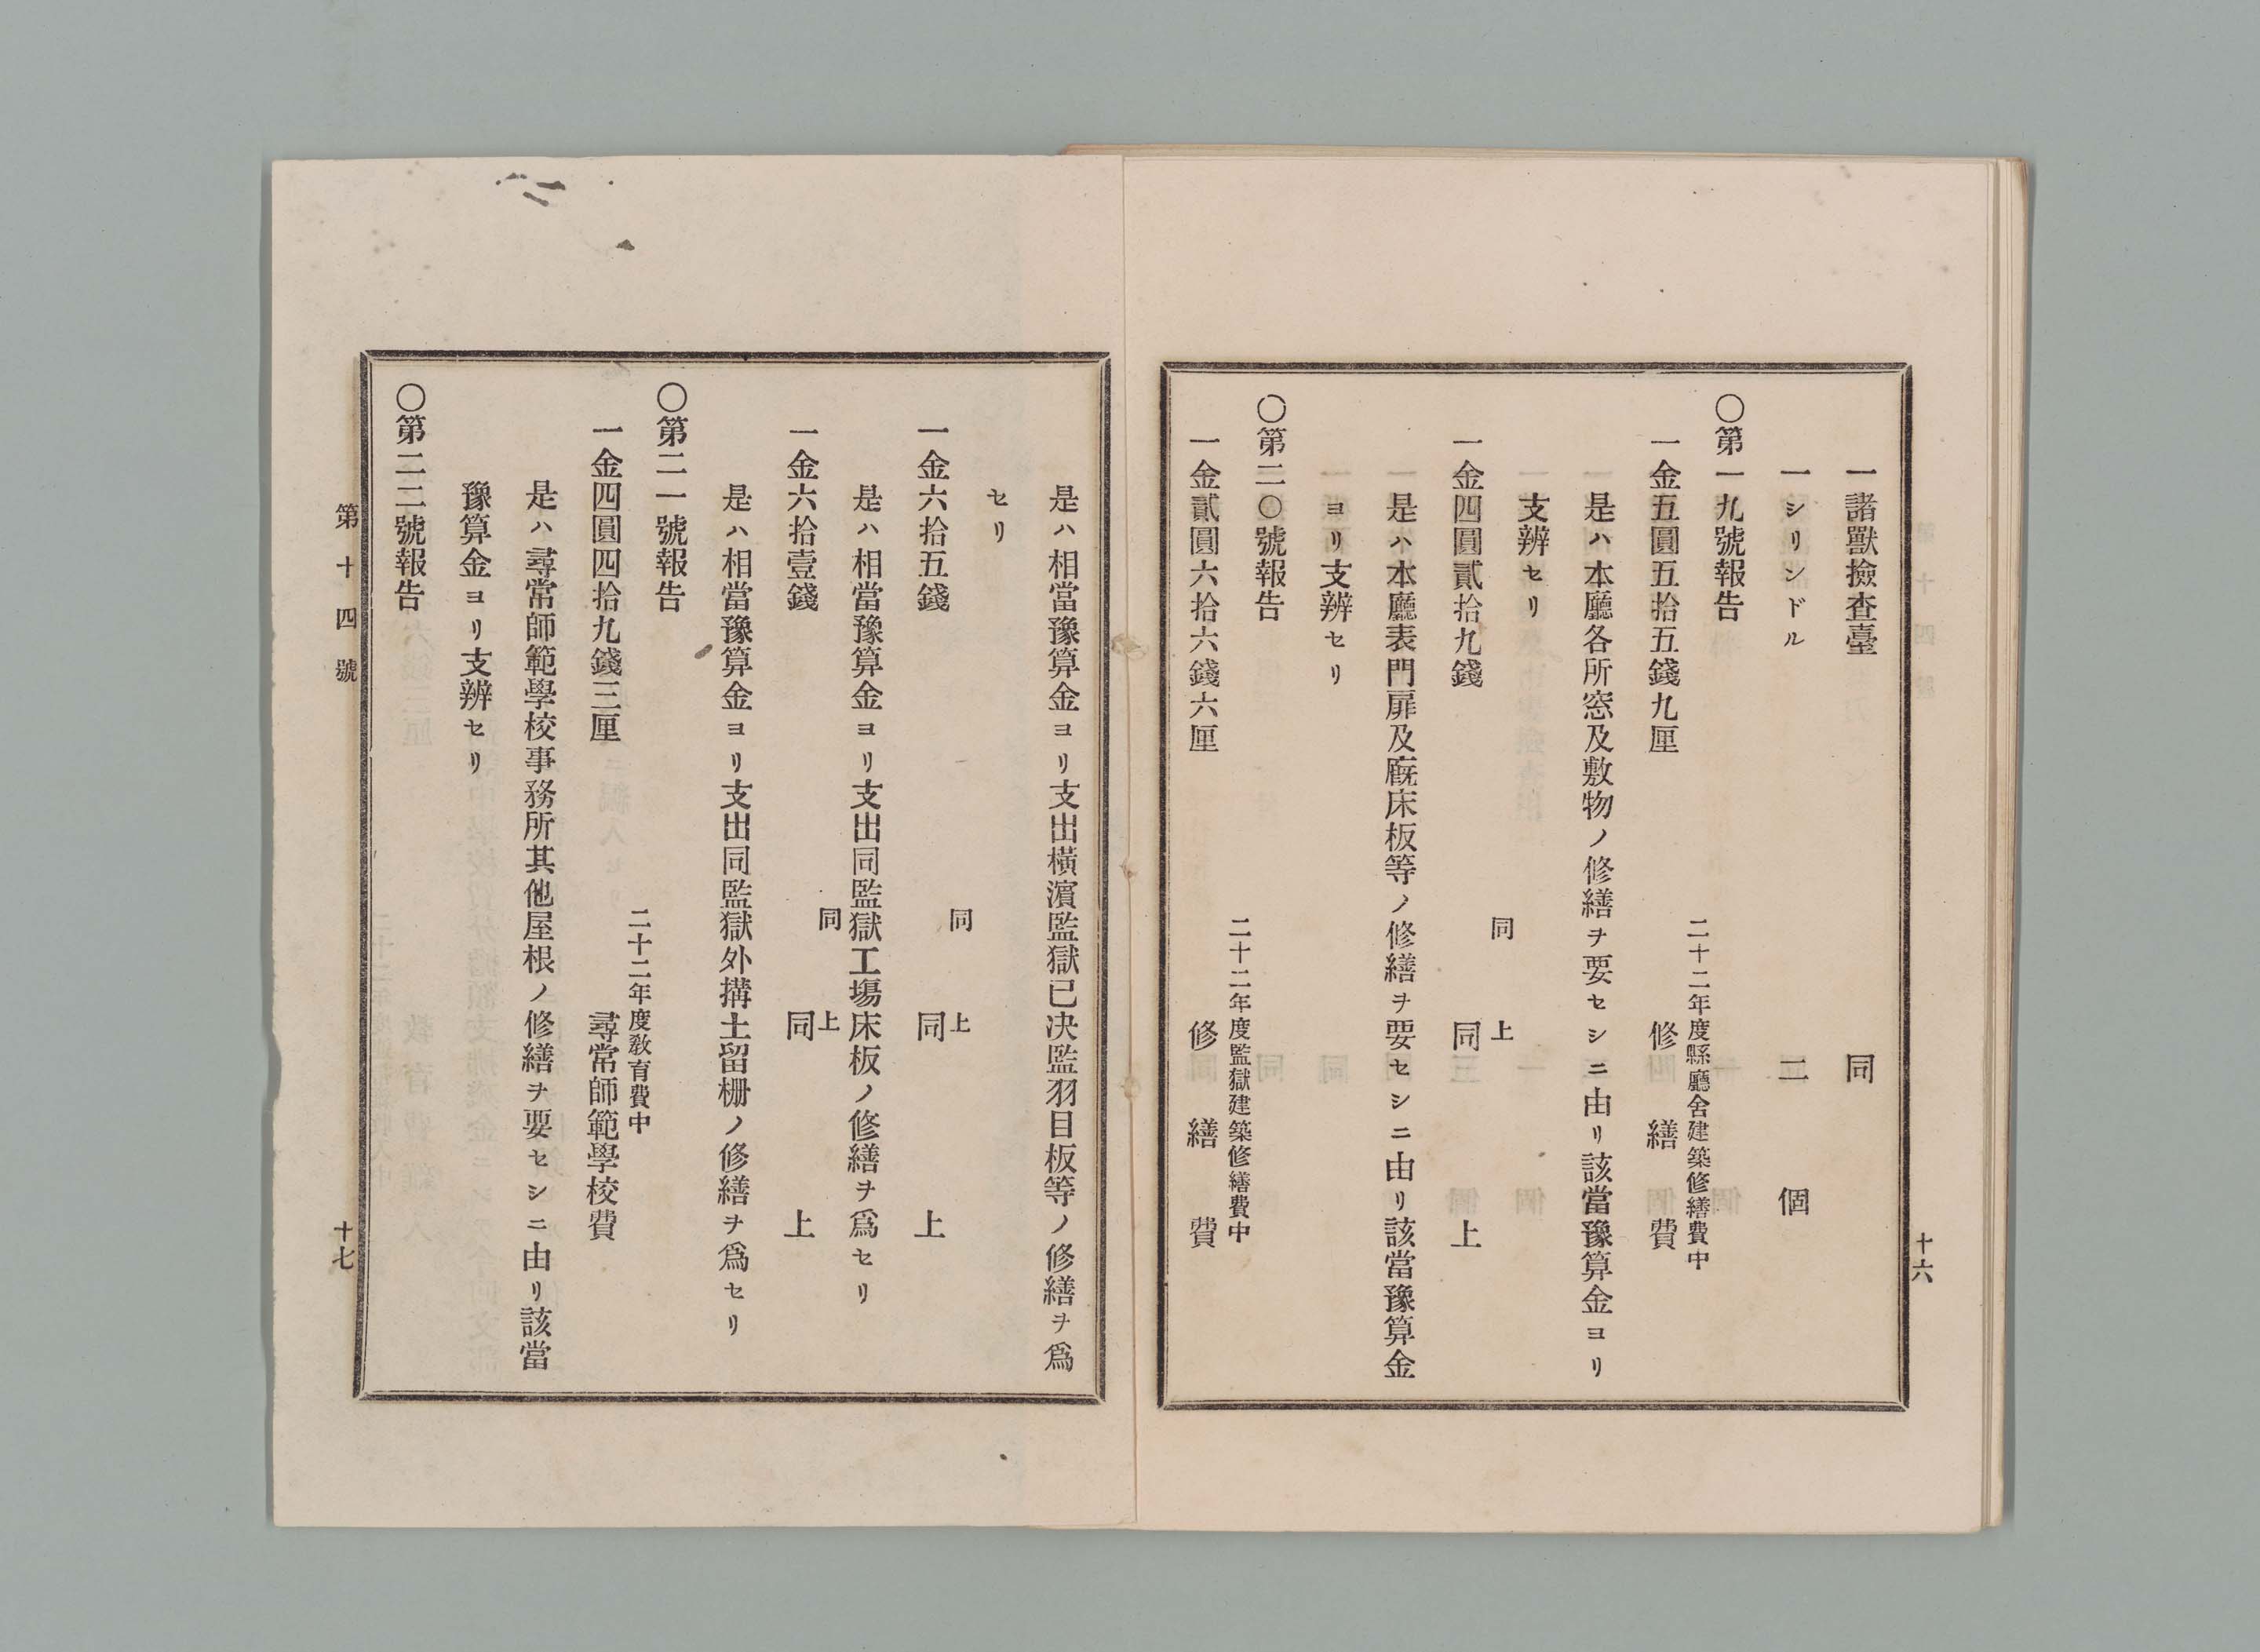 十六
一諸獸撿査臺　同
一シリンドル　二個
〇第一九號報告
二十二年度縣廳舍建築修繕費中
一金五圓五拾五錢九厘　修繕費
是ハ本廳各所窓及敷物ノ修繕ヲ要セシニ由リ該當豫算金ヨリ
支辨セリ
同上
一金四圓貳拾九錢　同上
是ハ本廳表門扉及廐床板等ノ修繕ヲ要セシニ由リ該當豫算金
ヨリ支辨セリ
〇第二〇號報告
二十二年度監獄建築修繕費中
一金貳圓六拾六錢六厘　修繕費
是ハ相當豫算金ヨリ支出橫濱監獄已决監羽目板等ノ修繕ヲ爲
セリ
同上
一金六拾五錢　同上
是ハ相當豫算金ヨリ支出同監獄工塲床板ノ修繕ヲ爲セリ
同上
一金六拾壹錢　同上
是ハ相當豫算金ヨリ支出同監獄外搆土留柵ノ修繕ヲ爲セリ
〇第二一號報告
二十二年度敎育費中
一金四圓四拾九錢三厘　尋常師範學校費
是ハ尋常師範學校事務所其他屋根ノ修繕ヲ要セシニ由リ該當
豫算金ヨリ支辨セリ
〇第二二號報告
第十四號
十七